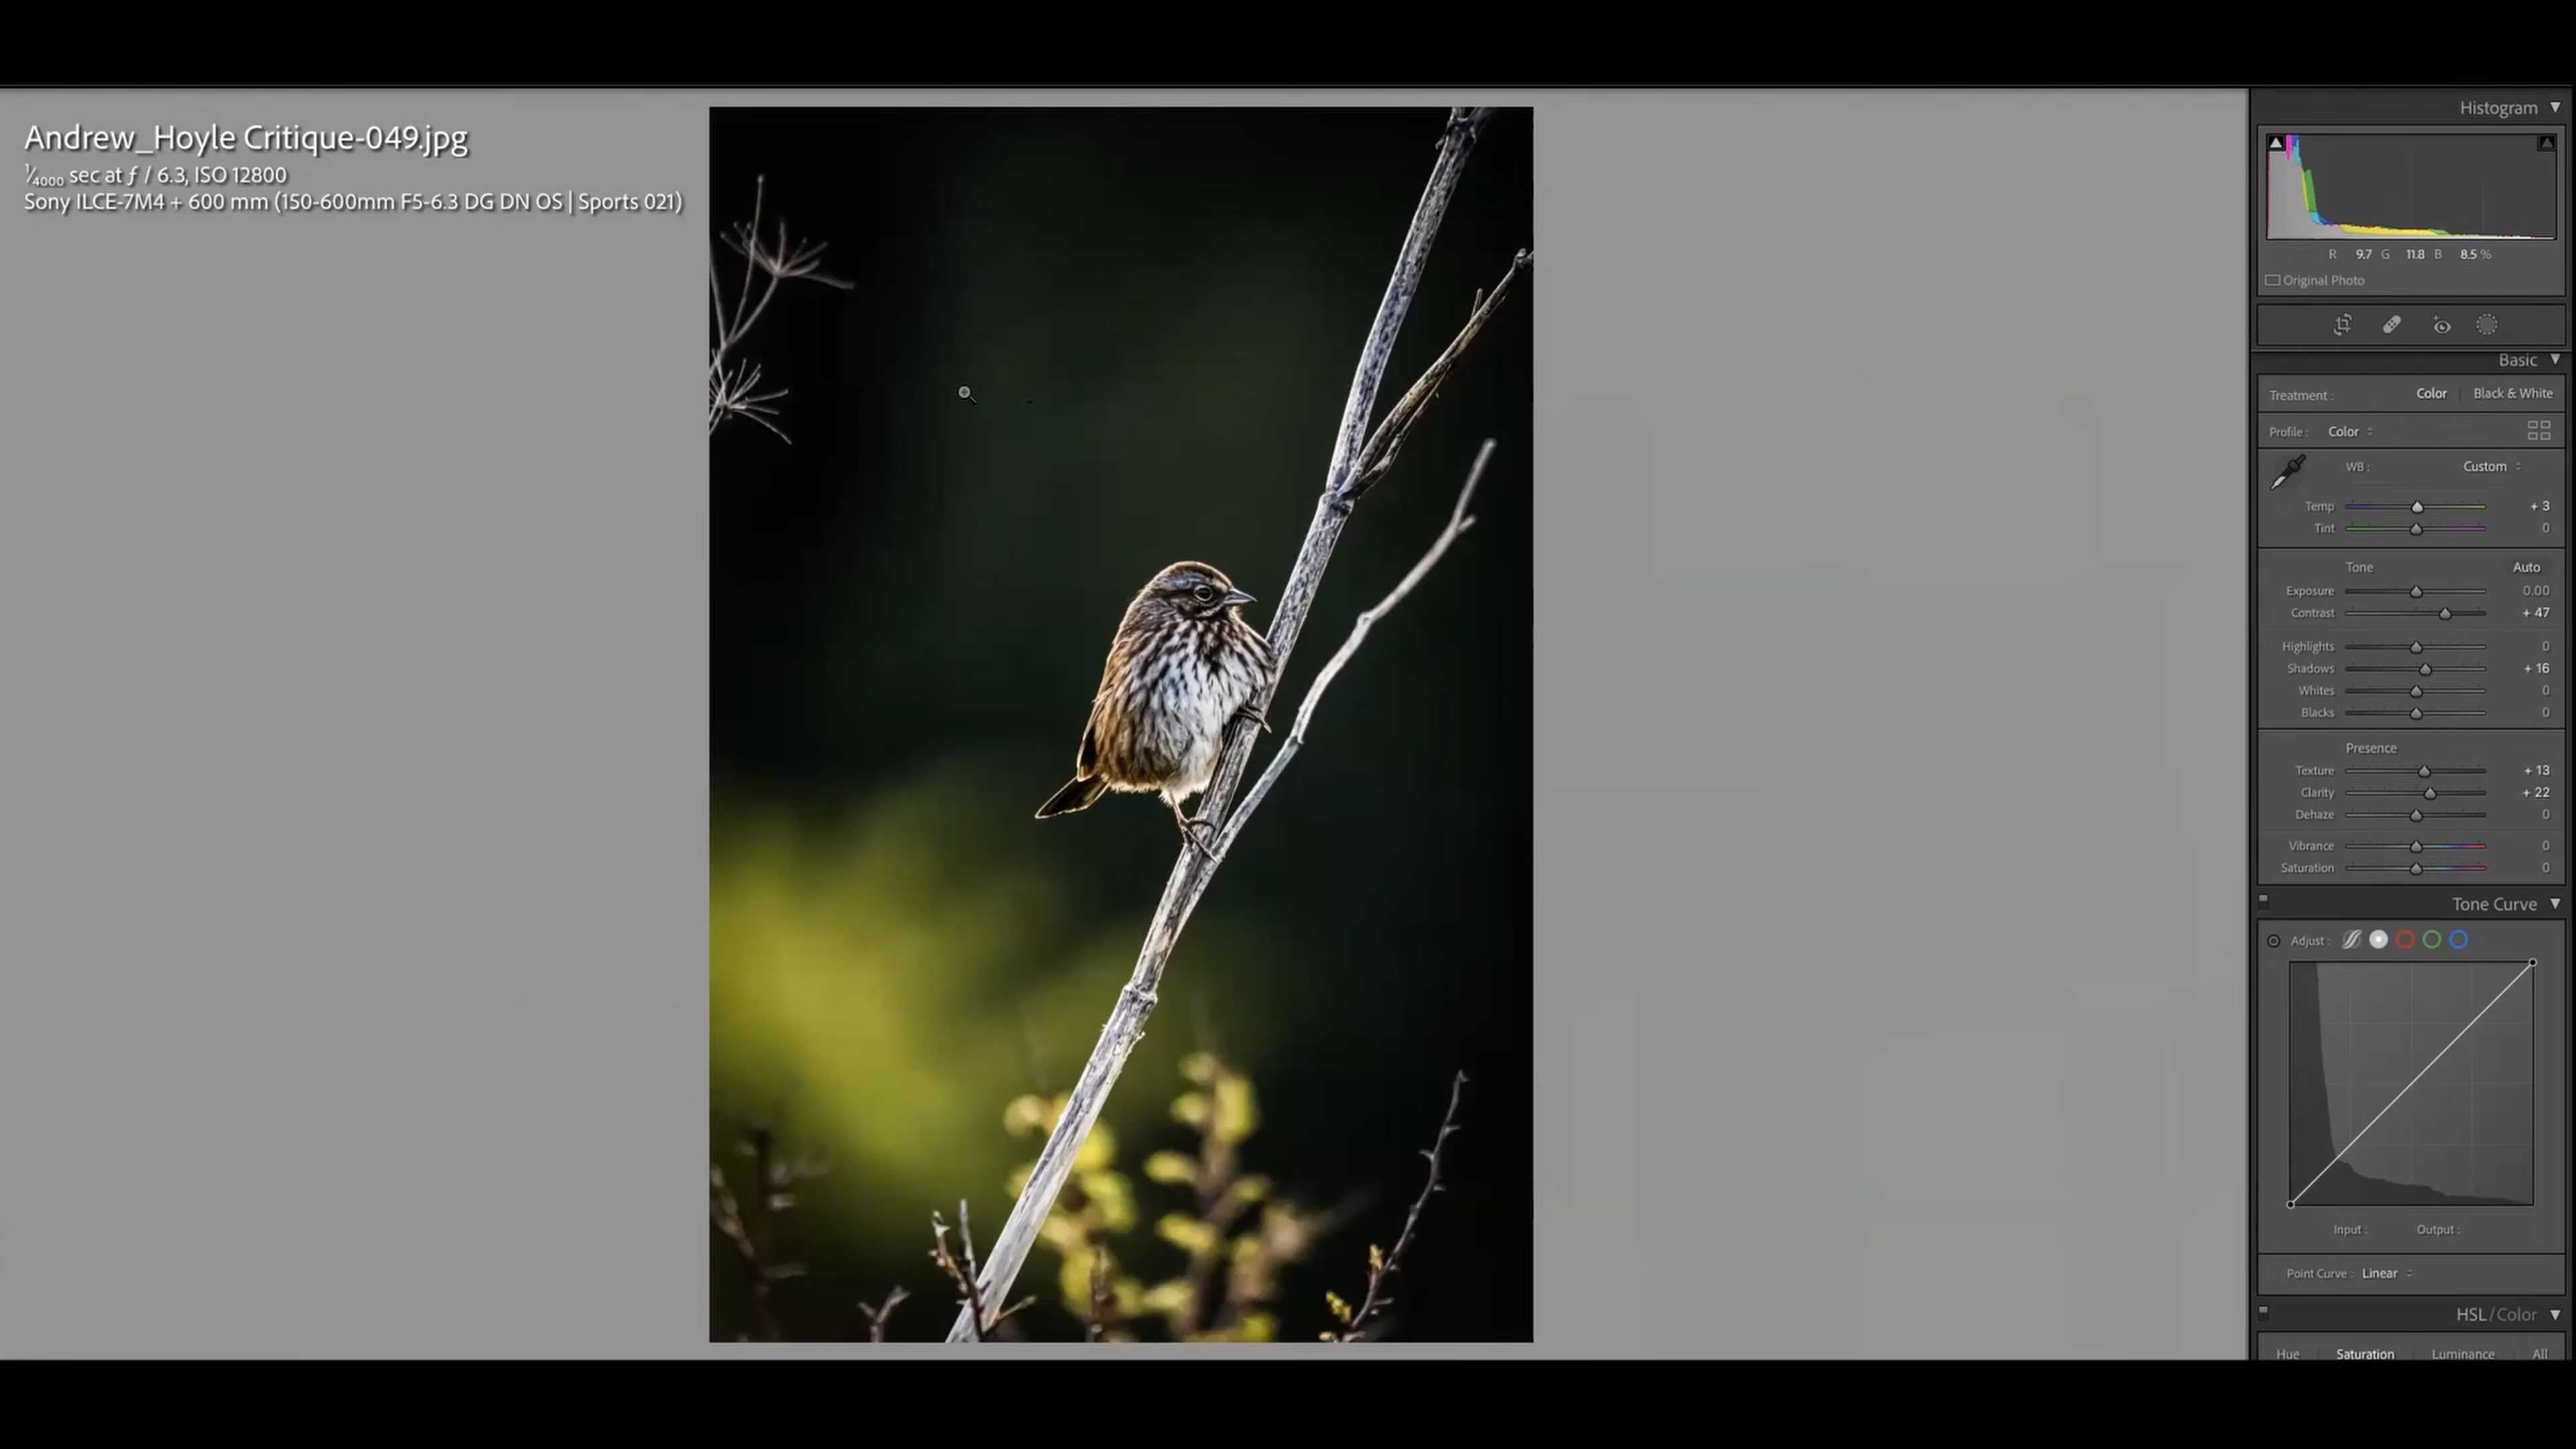 Andrew_Hoyle Critique-049.jpg
1/4000 sec at ƒ / 6.3, ISO 12800
Sony ILCE-7M4 + 600 mm (150-600mm F5-6.3 DG DN OS | Sports 021)
Histogram
R 9.7 G 11.8 B 8.5 %
Original Photo
Basic
Treatment : Color | Black & White
Profile : Color
WB : Custom
Temp + 3
Tint 0
Tone Auto
Exposure 0.00
Contrast + 47
Highlights 0
Shadows + 16
Whites 0
Blacks 0
Presence
Texture + 13
Clarity + 22
Dehaze 0
Vibrance 0
Saturation 0
Tone Curve
Adjust :
Input : Output :
Point Curve : Linear
HSL / Color
Hue Saturation Luminance All